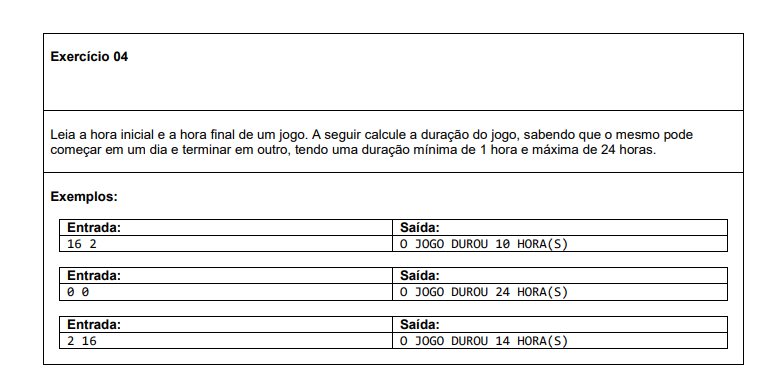 Exercício 04
Leia a hora inicial e a hora final de um jogo. A seguir calcule a duração do jogo, sabendo que o mesmo pode
começar em um dia e terminar em outro, tendo uma duração mínima de 1 hora e máxima de 24 horas.
Exemplos:
Entrada: Saída:
16 2 O JOGO DUROU 10 HORA(S)
Entrada: Saída:
0 0 O JOGO DUROU 24 HORA(S)
Entrada: Saída:
2 16 O JOGO DUROU 14 HORA(S)